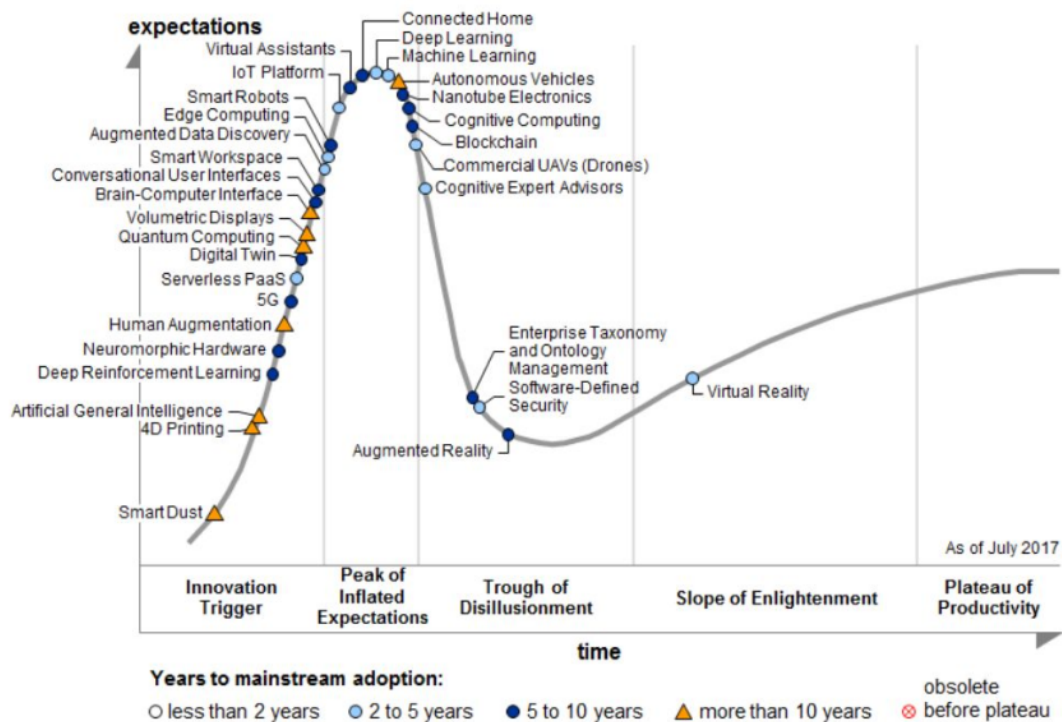 expectations
Connected Home
Deep Learning
Virtual Assistants
Machine Learning
IoT Platform
Autonomous Vehicles
Smart Robots
Nanotube Electronics
Edge Computing
Cognitive Computing
Augmented Data Discovery
Blockchain
Smart Workspace
Commercial UAVs (Drones)
Conversational User Interfaces
Cognitive Expert Advisors
Brain-Computer Interface
Volumetric Displays
Quantum Computing
Digital Twin
Serverless PaaS
5G
Human Augmentation
Neuromorphic Hardware
Deep Reinforcement Learning
Artificial General Intelligence
4D Printing
Smart Dust
Enterprise Taxonomy
and Ontology
Management
Software-Defined
Security
Augmented Reality
Virtual Reality
As of July 2017
Innovation
Trigger
Peak of
Inflated
Expectations
Trough of
Disillusionment
Slope of Enlightenment
Plateau of
Productivity
time
Years to mainstream adoption:
less than 2 years
2 to 5 years
5 to 10 years
more than 10 years
obsolete
before plateau